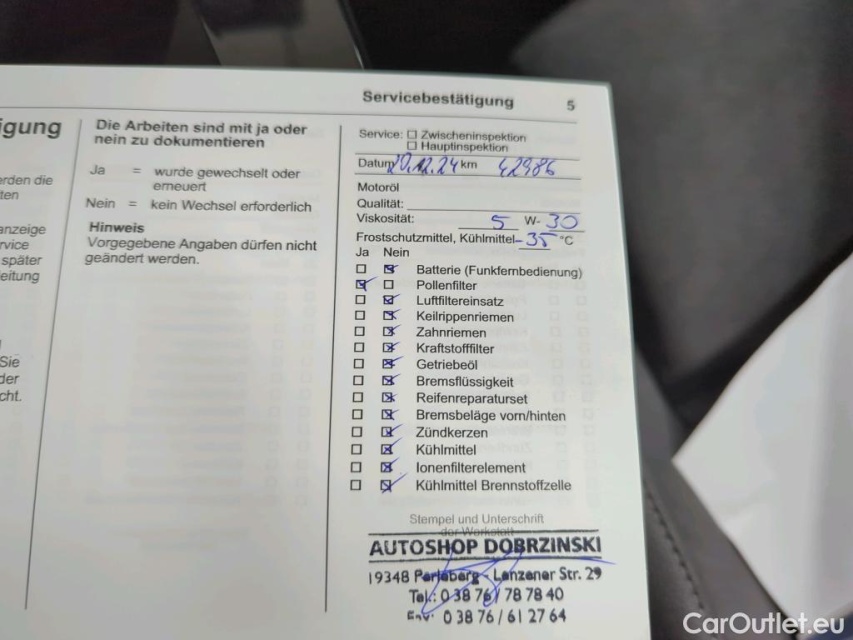 Servicebestätigung 5
igung
rden die
ten
anzeige
rvice
später
eitung
Sie
der
cht.
Die Arbeiten sind mit ja oder
nein zu dokumentieren
Ja = wurde gewechselt oder
erneuert
Nein = kein Wechsel erforderlich
Hinweis
Vorgegebene Angaben dürfen nicht
geändert werden.
Service: ☐ Zwischeninspektion
☐ Hauptinspektion
Datum 20.12.24 km 42986
Motoröl
Qualität:
Viskosität: 5 W- 30
Frostschutzmittel, Kühlmittel -35 °C
Ja Nein
☐ ☒ Batterie (Funkfernbedienung)
☒ ☐ Pollenfilter
☐ ☒ Luftfiltereinsatz
☐ ☒ Keilrippenriemen
☐ ☒ Zahnriemen
☐ ☒ Kraftstofffilter
☐ ☒ Getriebeöl
☐ ☒ Bremsflüssigkeit
☐ ☒ Reifenreparaturset
☐ ☒ Bremsbeläge vorn/hinten
☐ ☒ Zündkerzen
☐ ☒ Kühlmittel
☐ ☒ Ionenfilterelement
☐ ☒ Kühlmittel Brennstoffzelle
Stempel und Unterschrift
der Werkstatt
AUTOSHOP DOBRZINSKI
19348 Perleberg - Lenzener Str. 29
Tel.: 0 38 76 / 78 78 40
Fax: 0 38 76 / 61 27 64
CarOutlet.eu